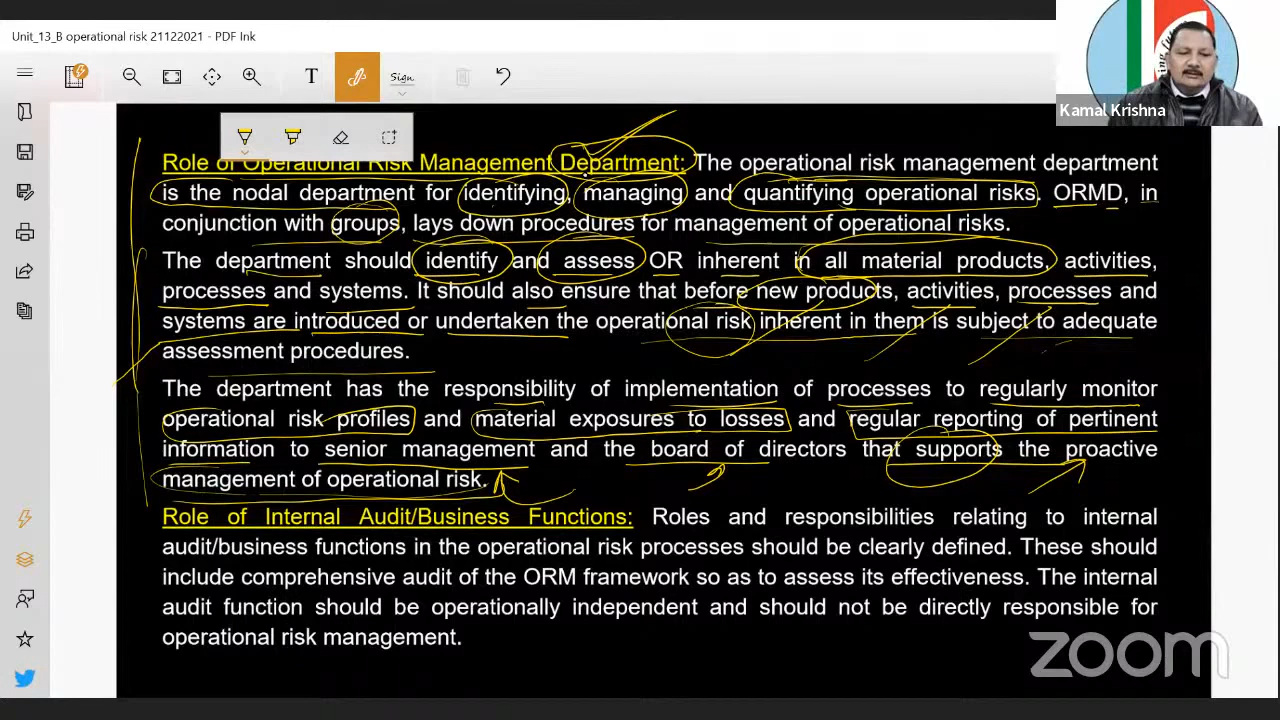 Unit_13_B operational risk 21122021 - PDF Ink
T
Sign
Kamal Krishna
Role of Operational Risk Management Department: The operational risk management department
is the nodal department for identifying, managing and quantifying operational risks. ORMD, in
conjunction with groups, lays down procedures for management of operational risks.
The department should identify and assess OR inherent in all material products, activities,
processes and systems. It should also ensure that before new products, activities, processes and
systems are introduced or undertaken the operational risk inherent in them is subject to adequate
assessment procedures.
The department has the responsibility of implementation of processes to regularly monitor
operational risk profiles and material exposures to losses and regular reporting of pertinent
information to senior management and the board of directors that supports the proactive
management of operational risk.
Role of Internal Audit/Business Functions: Roles and responsibilities relating to internal
audit/business functions in the operational risk processes should be clearly defined. These should
include comprehensive audit of the ORM framework so as to assess its effectiveness. The internal
audit function should be operationally independent and should not be directly responsible for
operational risk management.
zoom